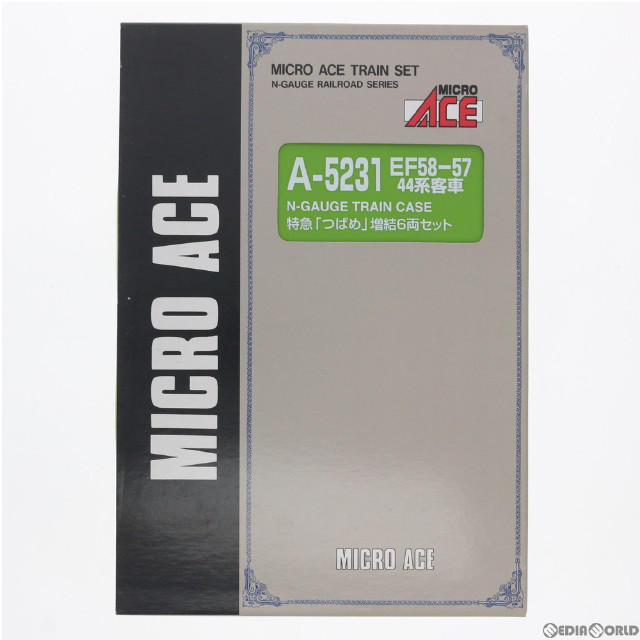 MICRO ACE TRAIN SET
N-GAUGE RAILROAD SERIES
MICRO
ACE
A-5231 EF58-57
44系客車
N-GAUGE TRAIN CASE
特急「つばめ」増結6両セット
MICRO ACE
MICRO ACE
MEDIAWORLD